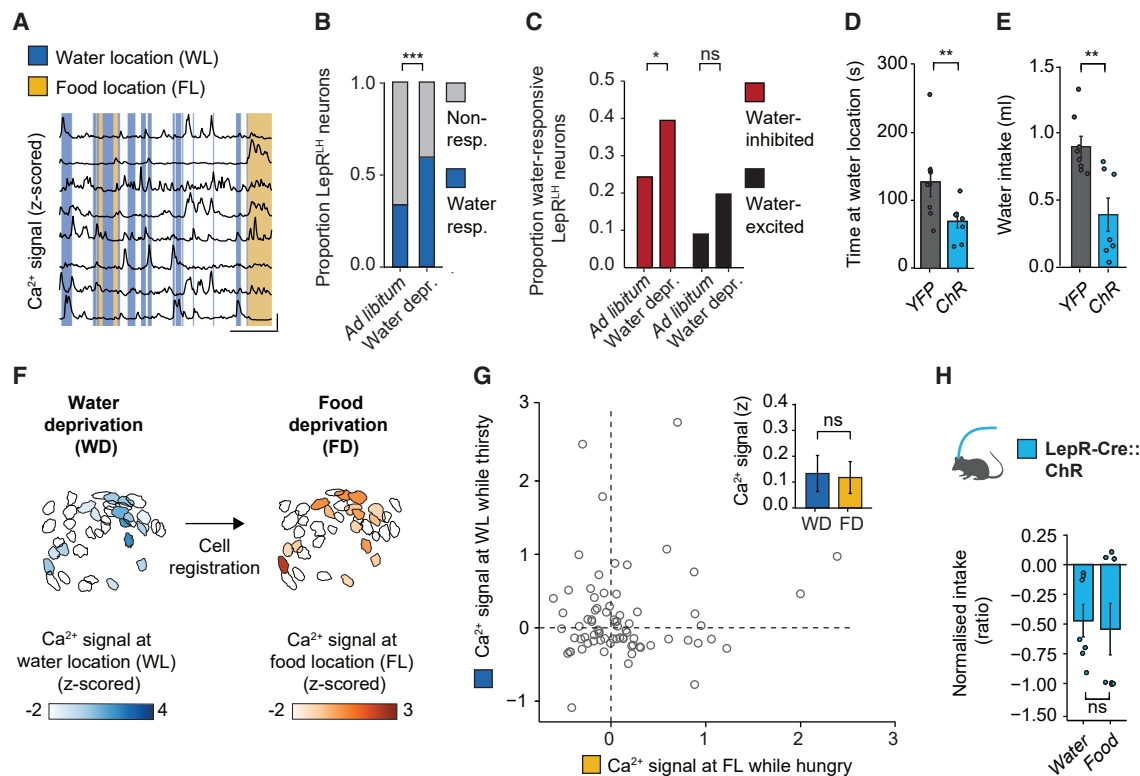 A
Water location (WL)
Food location (FL)
Ca²⁺ signal (z-scored)
B
***
Proportion LepRᴸᴴ neurons
1.0
0.5
0
Non-
resp.
Water
resp.
Ad libitum
Water depr.
C
*
ns
Proportion water-responsive
LepRᴸᴴ neurons
0.5
0.4
0.3
0.2
0.1
0.0
Water-
inhibited
Water-
excited
Ad libitum
Water depr.
Ad libitum
Water depr.
D
**
Time at water location (s)
300
200
100
0
YFP
ChR
E
**
Water intake (ml)
1.5
1.0
0.5
0.0
YFP
ChR
F
Water
deprivation
(WD)
Food
deprivation
(FD)
Cell
registration
Ca²⁺ signal at
water location (WL)
(z-scored)
-2
4
Ca²⁺ signal at
food location (FL)
(z-scored)
-2
3
G
Ca²⁺ signal at WL while thirsty
3
2
1
0
−1
0
1
2
3
Ca²⁺ signal at FL while hungry
Ca²⁺ signal (z)
0.4
0.3
0.2
0.1
0.0
ns
WD
FD
H
LepR-Cre::
ChR
Normalised intake
(ratio)
0.25
0.00
−0.25
−0.50
−0.75
−1.00
−1.50
ns
Water
Food